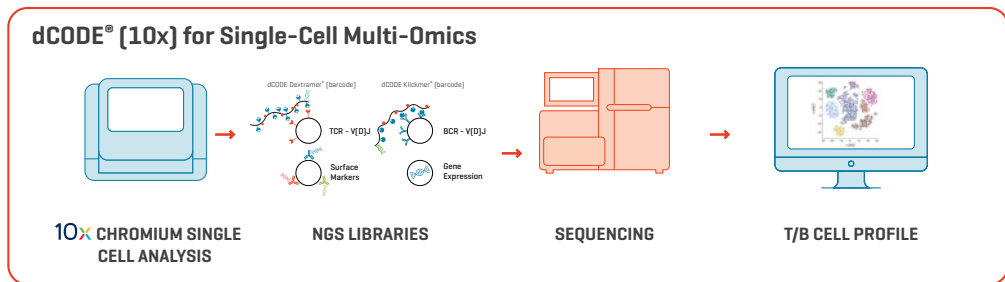 dCODE® (10x) for Single-Cell Multi-Omics
dCODE Dextramer® (barcode)
dCODE Klickmer® (barcode)
TCR - V(D)J
BCR - V(D)J
Surface
Markers
Gene
Expression
10X CHROMIUM SINGLE
CELL ANALYSIS
NGS LIBRARIES
SEQUENCING
T/B CELL PROFILE